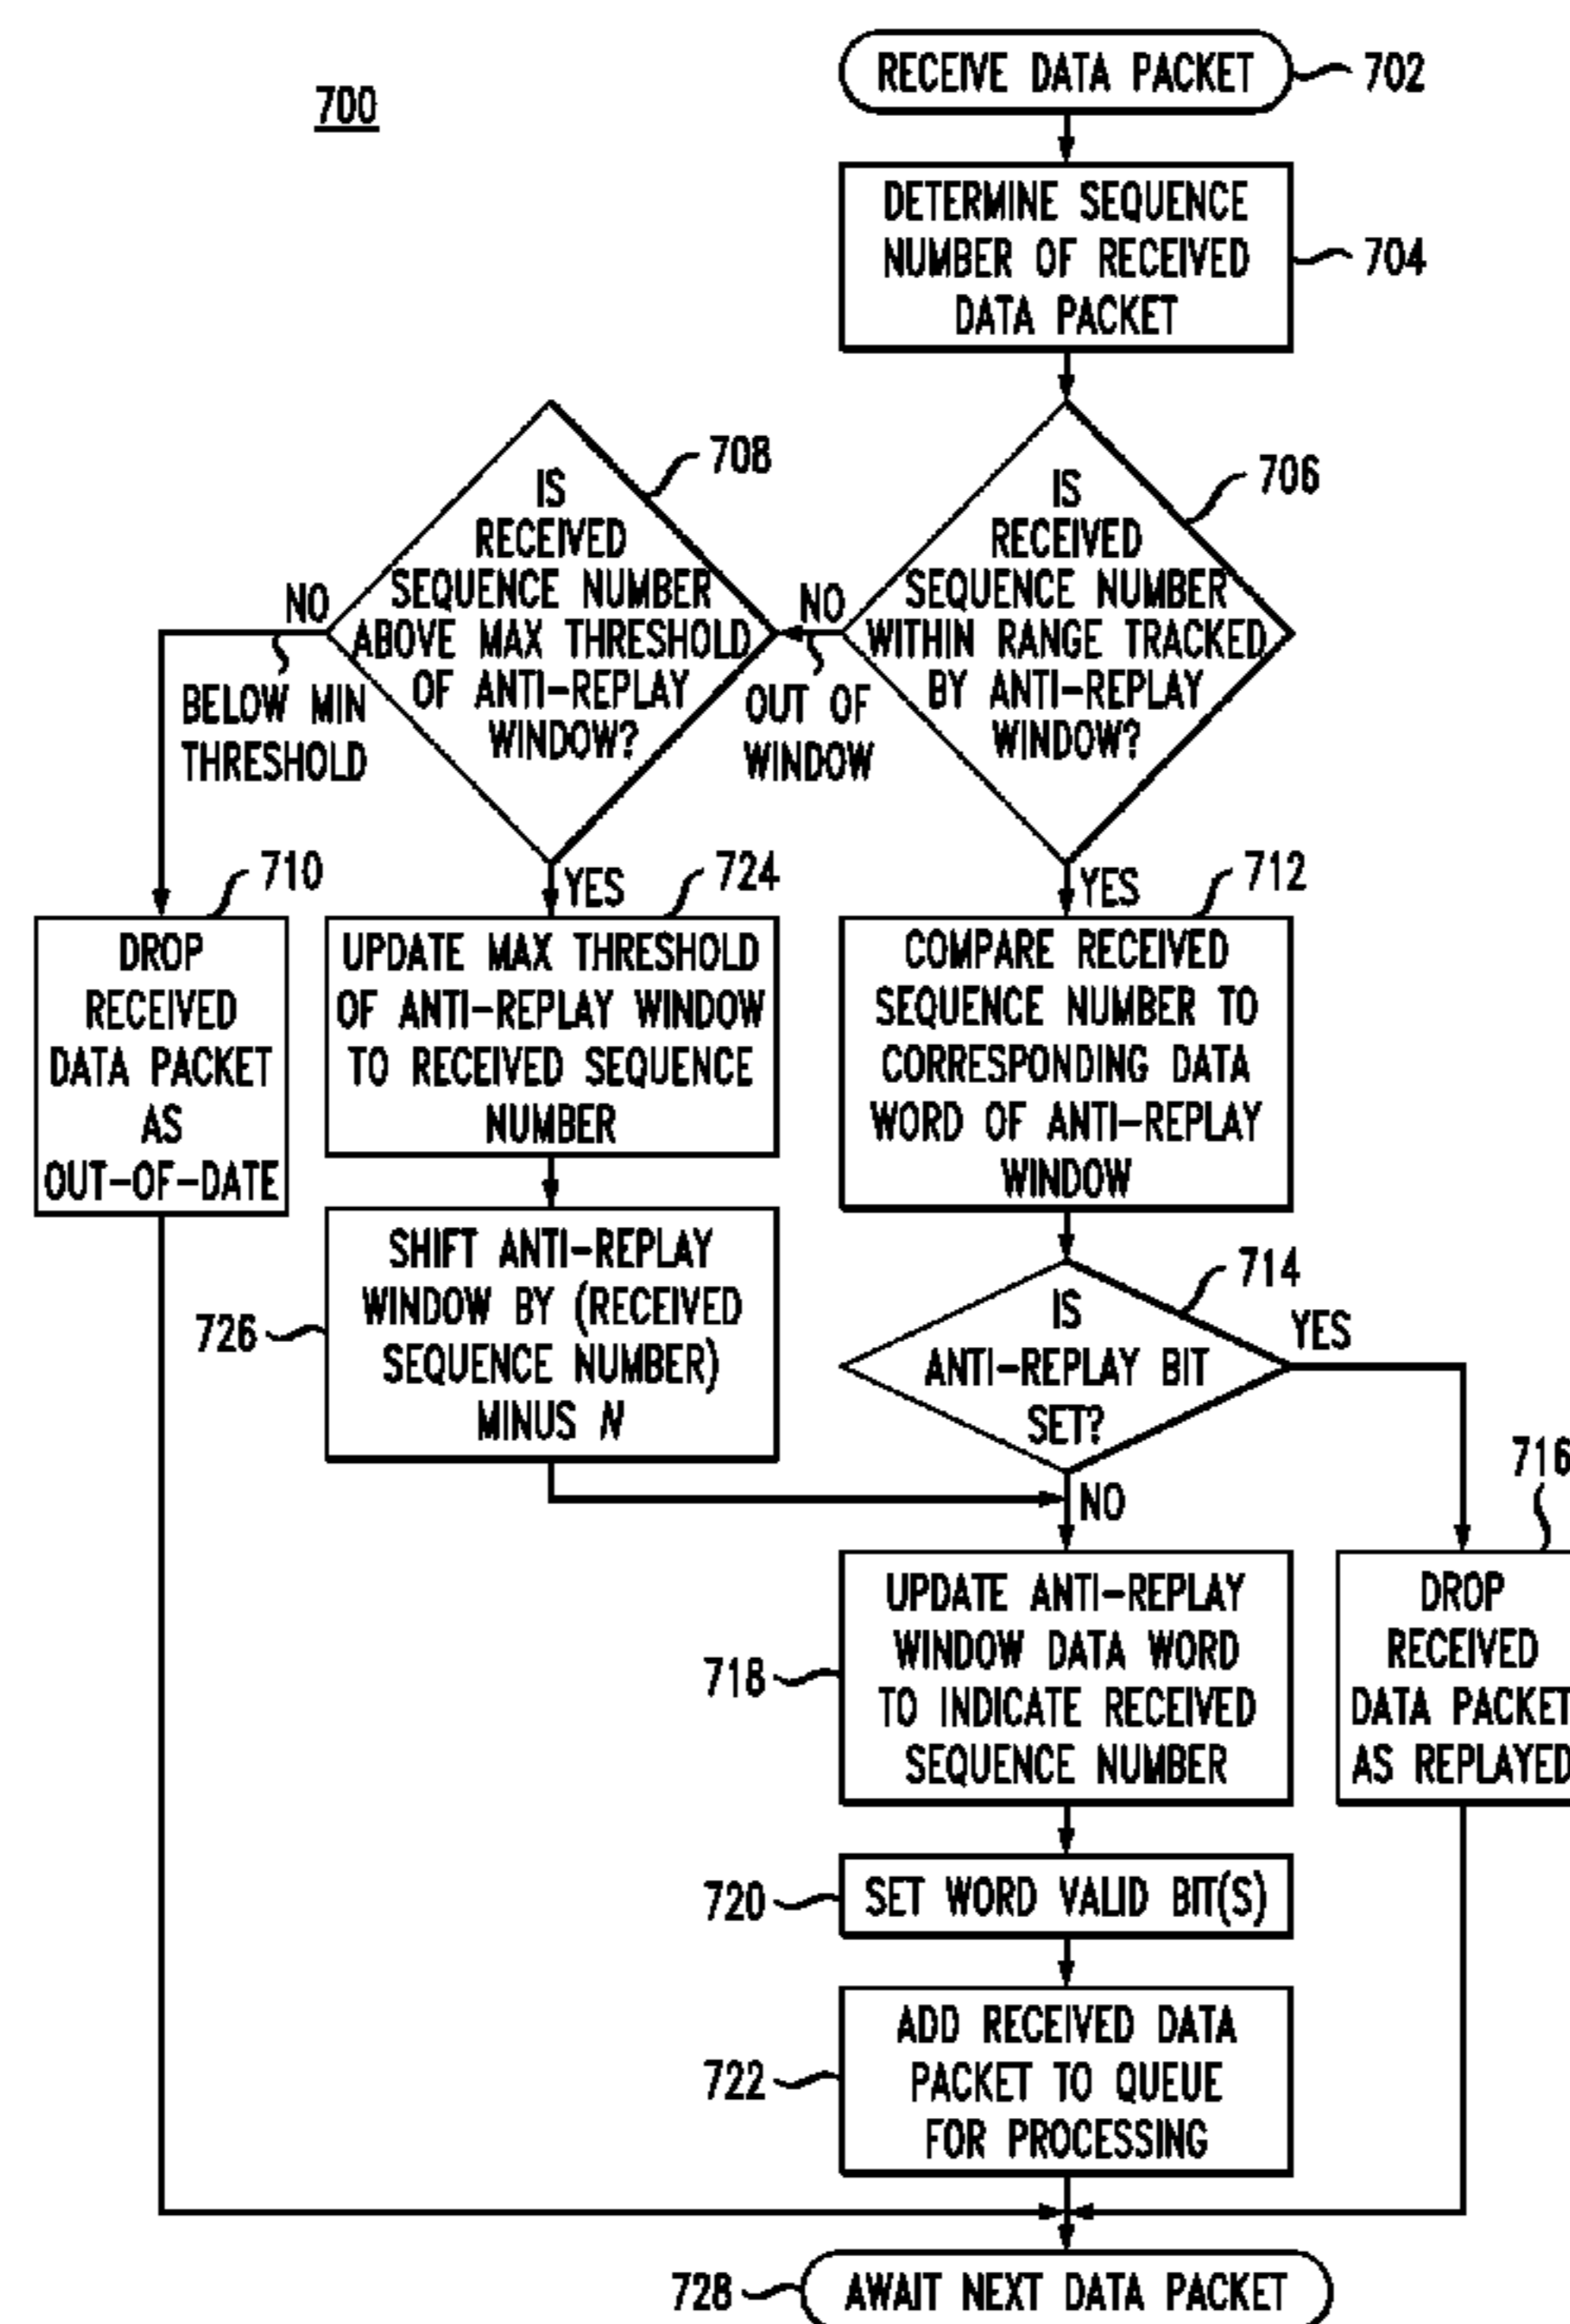 700
RECEIVE DATA PACKET
702
DETERMINE SEQUENCE
NUMBER OF RECEIVED
DATA PACKET
704
708
IS
RECEIVED
SEQUENCE NUMBER
ABOVE MAX THRESHOLD
OF ANTI-REPLAY
WINDOW?
706
IS
RECEIVED
SEQUENCE NUMBER
WITHIN RANGE TRACKED
BY ANTI-REPLAY
WINDOW?
NO
BELOW MIN
THRESHOLD
NO
OUT OF
WINDOW
YES
YES
710
DROP
RECEIVED
DATA PACKET
AS
OUT-OF-DATE
724
UPDATE MAX THRESHOLD
OF ANTI-REPLAY WINDOW
TO RECEIVED SEQUENCE
NUMBER
712
COMPARE RECEIVED
SEQUENCE NUMBER TO
CORRESPONDING DATA
WORD OF ANTI-REPLAY
WINDOW
726
SHIFT ANTI-REPLAY
WINDOW BY (RECEIVED
SEQUENCE NUMBER)
MINUS N
714
IS
ANTI-REPLAY BIT
SET?
YES
NO
716
DROP
RECEIVED
DATA PACKET
AS REPLAYED
718
UPDATE ANTI-REPLAY
WINDOW DATA WORD
TO INDICATE RECEIVED
SEQUENCE NUMBER
720
SET WORD VALID BIT(S)
722
ADD RECEIVED DATA
PACKET TO QUEUE
FOR PROCESSING
728
AWAIT NEXT DATA PACKET